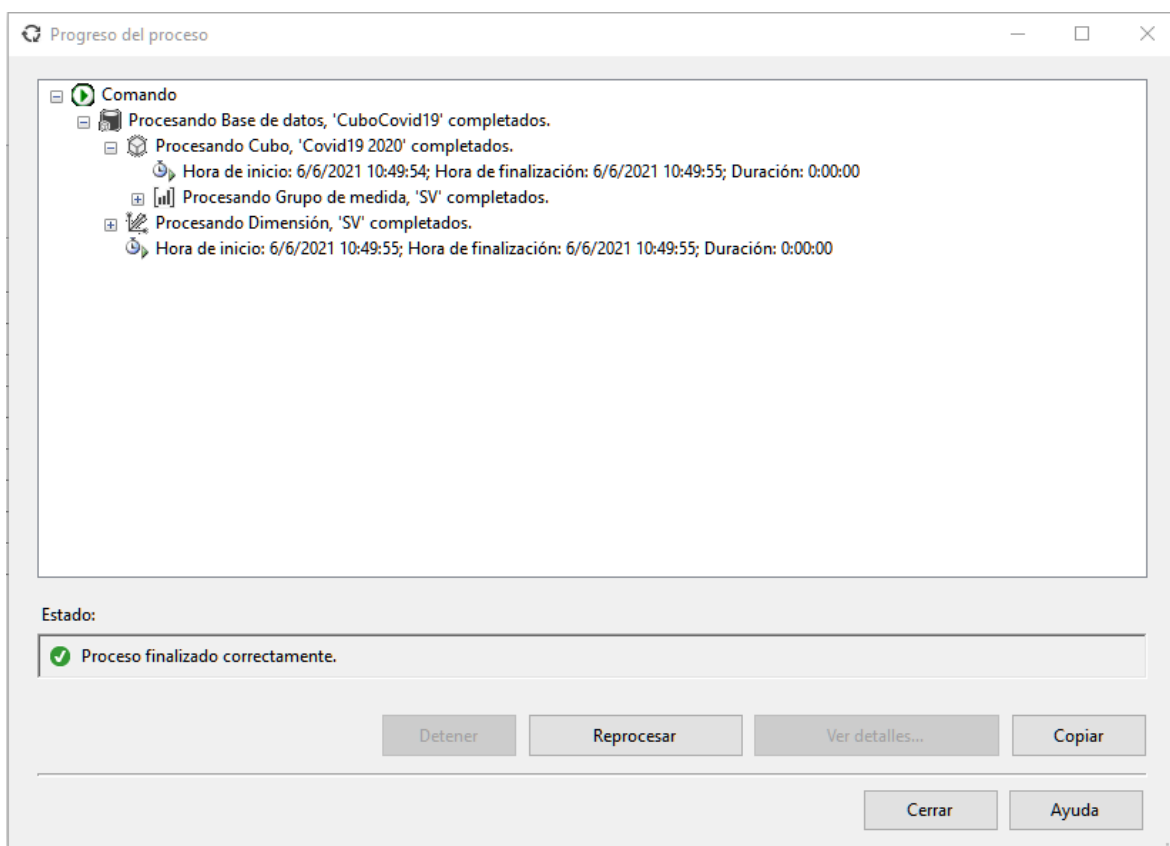 Progreso del proceso
Comando
Procesando Base de datos, 'CuboCovid19' completados.
Procesando Cubo, 'Covid19 2020' completados.
Hora de inicio: 6/6/2021 10:49:54; Hora de finalización: 6/6/2021 10:49:55; Duración: 0:00:00
Procesando Grupo de medida, 'SV' completados.
Procesando Dimensión, 'SV' completados.
Hora de inicio: 6/6/2021 10:49:55; Hora de finalización: 6/6/2021 10:49:55; Duración: 0:00:00
Estado:
Proceso finalizado correctamente.
Detener Reprocesar Ver detalles... Copiar
Cerrar Ayuda